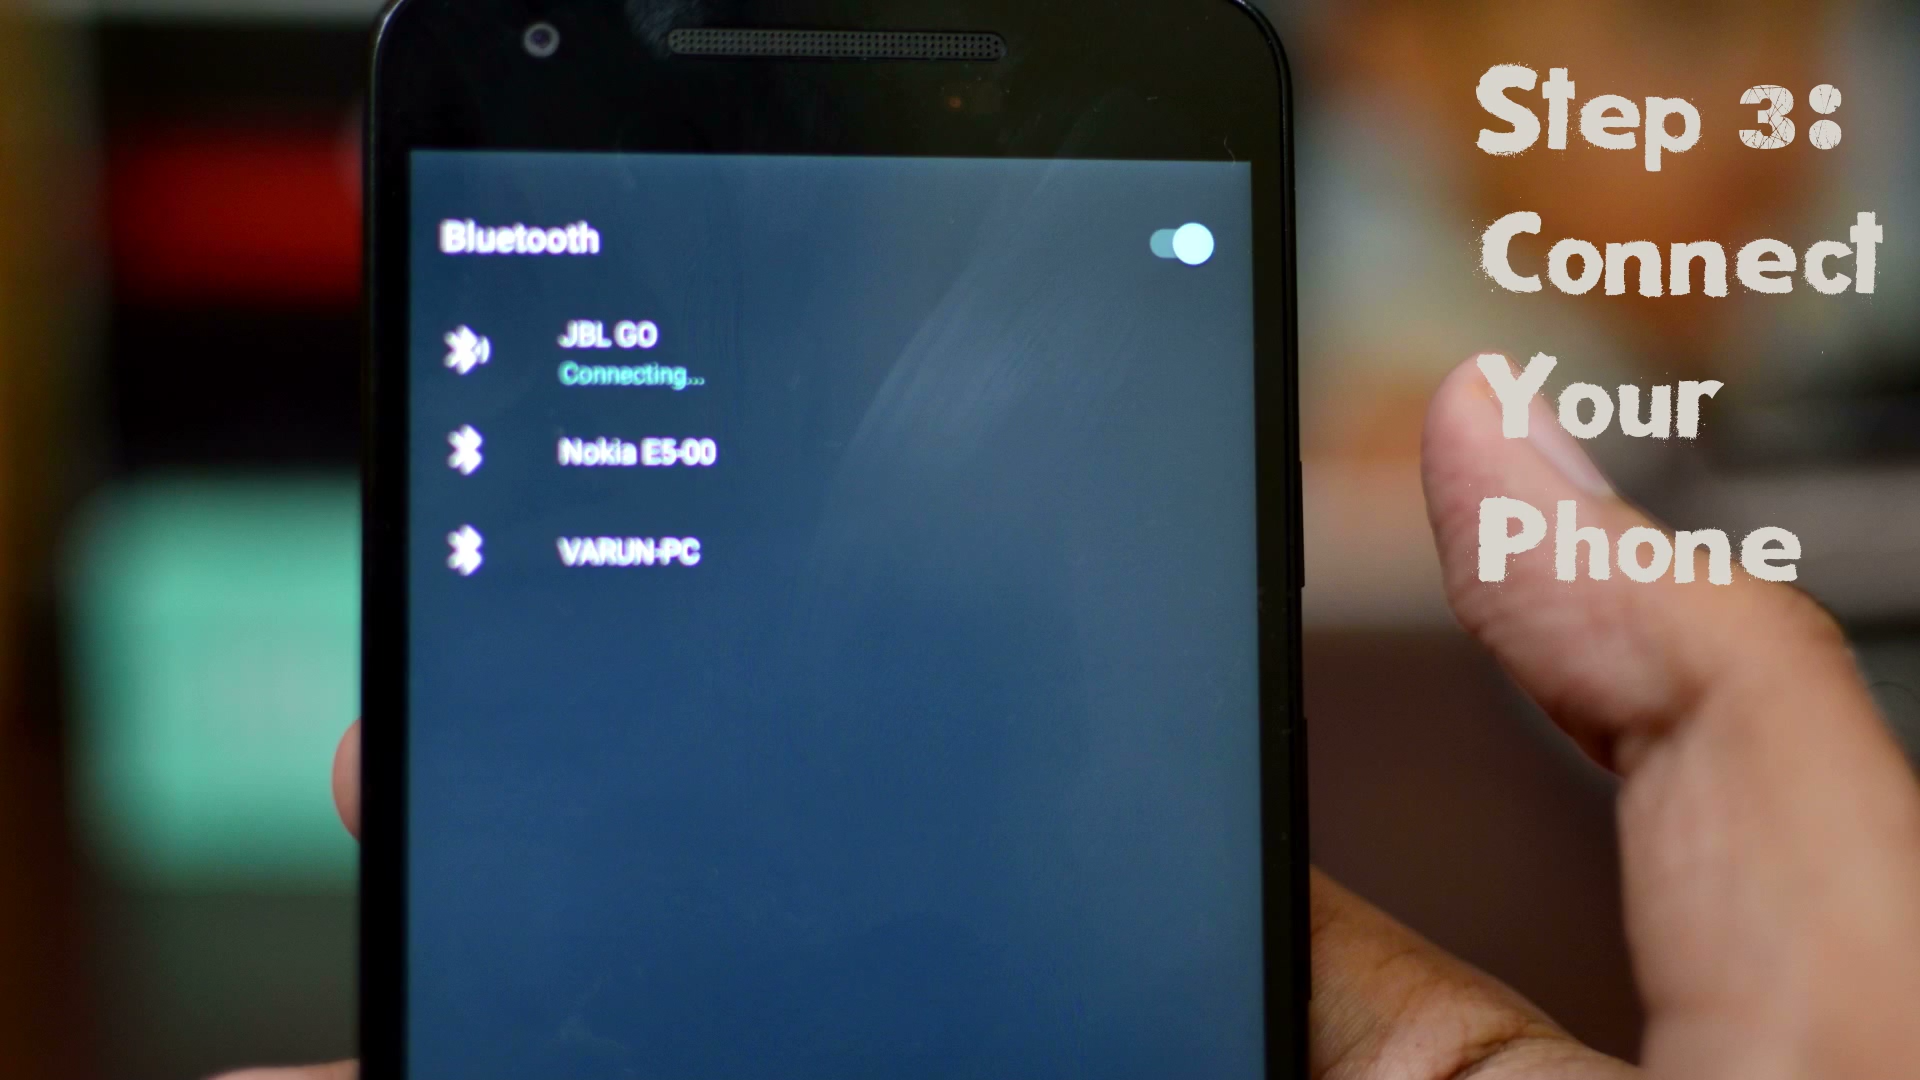 Bluetooth
JBL GO
Connecting...
Nokia E5-00
VARUN-PC
Step 3:
Connect
Your
Phone